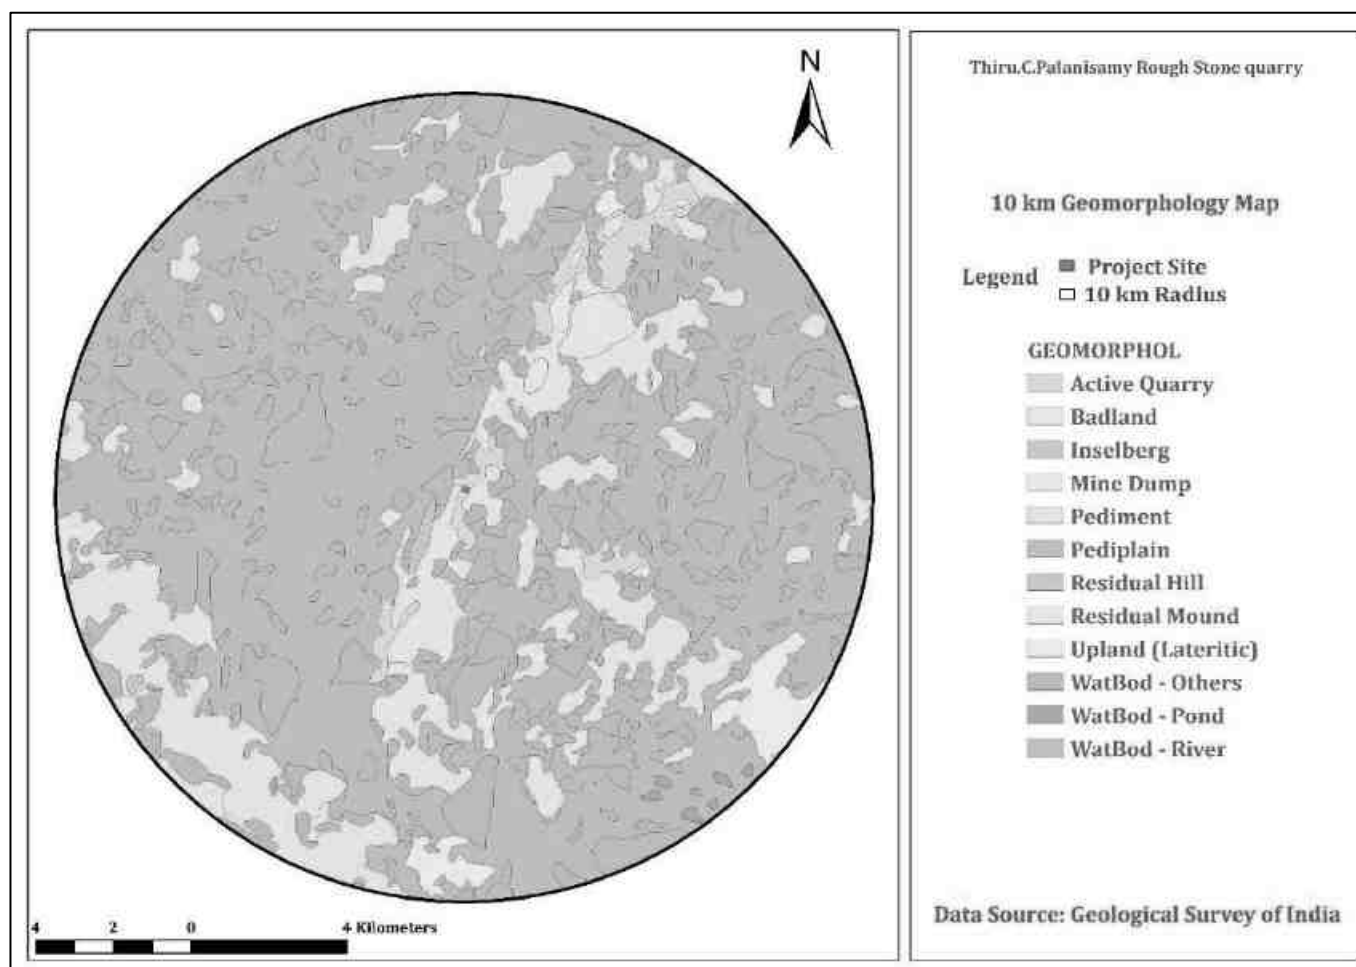 N
Thiru.C.Palanisamy Rough Stone quarry
10 km Geomorphology Map
Legend
Project Site
10 km Radius
GEOMORPHOL
Active Quarry
Badland
Inselberg
Mine Dump
Pediment
Pediplain
Residual Hill
Residual Mound
Upland (Lateritic)
WatBod - Others
WatBod - Pond
WatBod - River
4 2 0 4 Kilometers
Data Source: Geological Survey of India